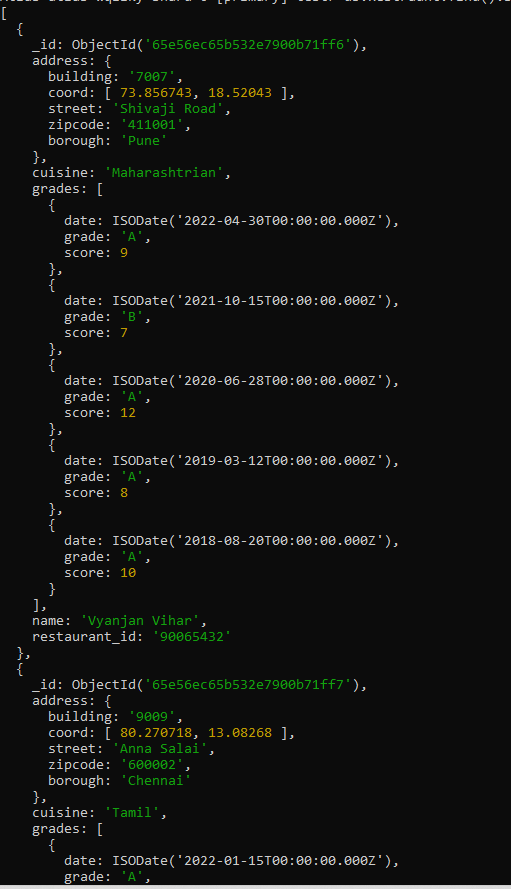 [
  {
    _id: ObjectId('65e56ec65b532e7900b71ff6'),
    address: {
      building: '7007',
      coord: [ 73.856743, 18.52043 ],
      street: 'Shivaji Road',
      zipcode: '411001',
      borough: 'Pune'
    },
    cuisine: 'Maharashtrian',
    grades: [
      {
        date: ISODate('2022-04-30T00:00:00.000Z'),
        grade: 'A',
        score: 9
      },
      {
        date: ISODate('2021-10-15T00:00:00.000Z'),
        grade: 'B',
        score: 7
      },
      {
        date: ISODate('2020-06-28T00:00:00.000Z'),
        grade: 'A',
        score: 12
      },
      {
        date: ISODate('2019-03-12T00:00:00.000Z'),
        grade: 'A',
        score: 8
      },
      {
        date: ISODate('2018-08-20T00:00:00.000Z'),
        grade: 'A',
        score: 10
      }
    ],
    name: 'Vyanjan Vihar',
    restaurant_id: '90065432'
  },
  {
    _id: ObjectId('65e56ec65b532e7900b71ff7'),
    address: {
      building: '9009',
      coord: [ 80.270718, 13.08268 ],
      street: 'Anna Salai',
      zipcode: '600002',
      borough: 'Chennai'
    },
    cuisine: 'Tamil',
    grades: [
      {
        date: ISODate('2022-01-15T00:00:00.000Z'),
        grade: 'A',